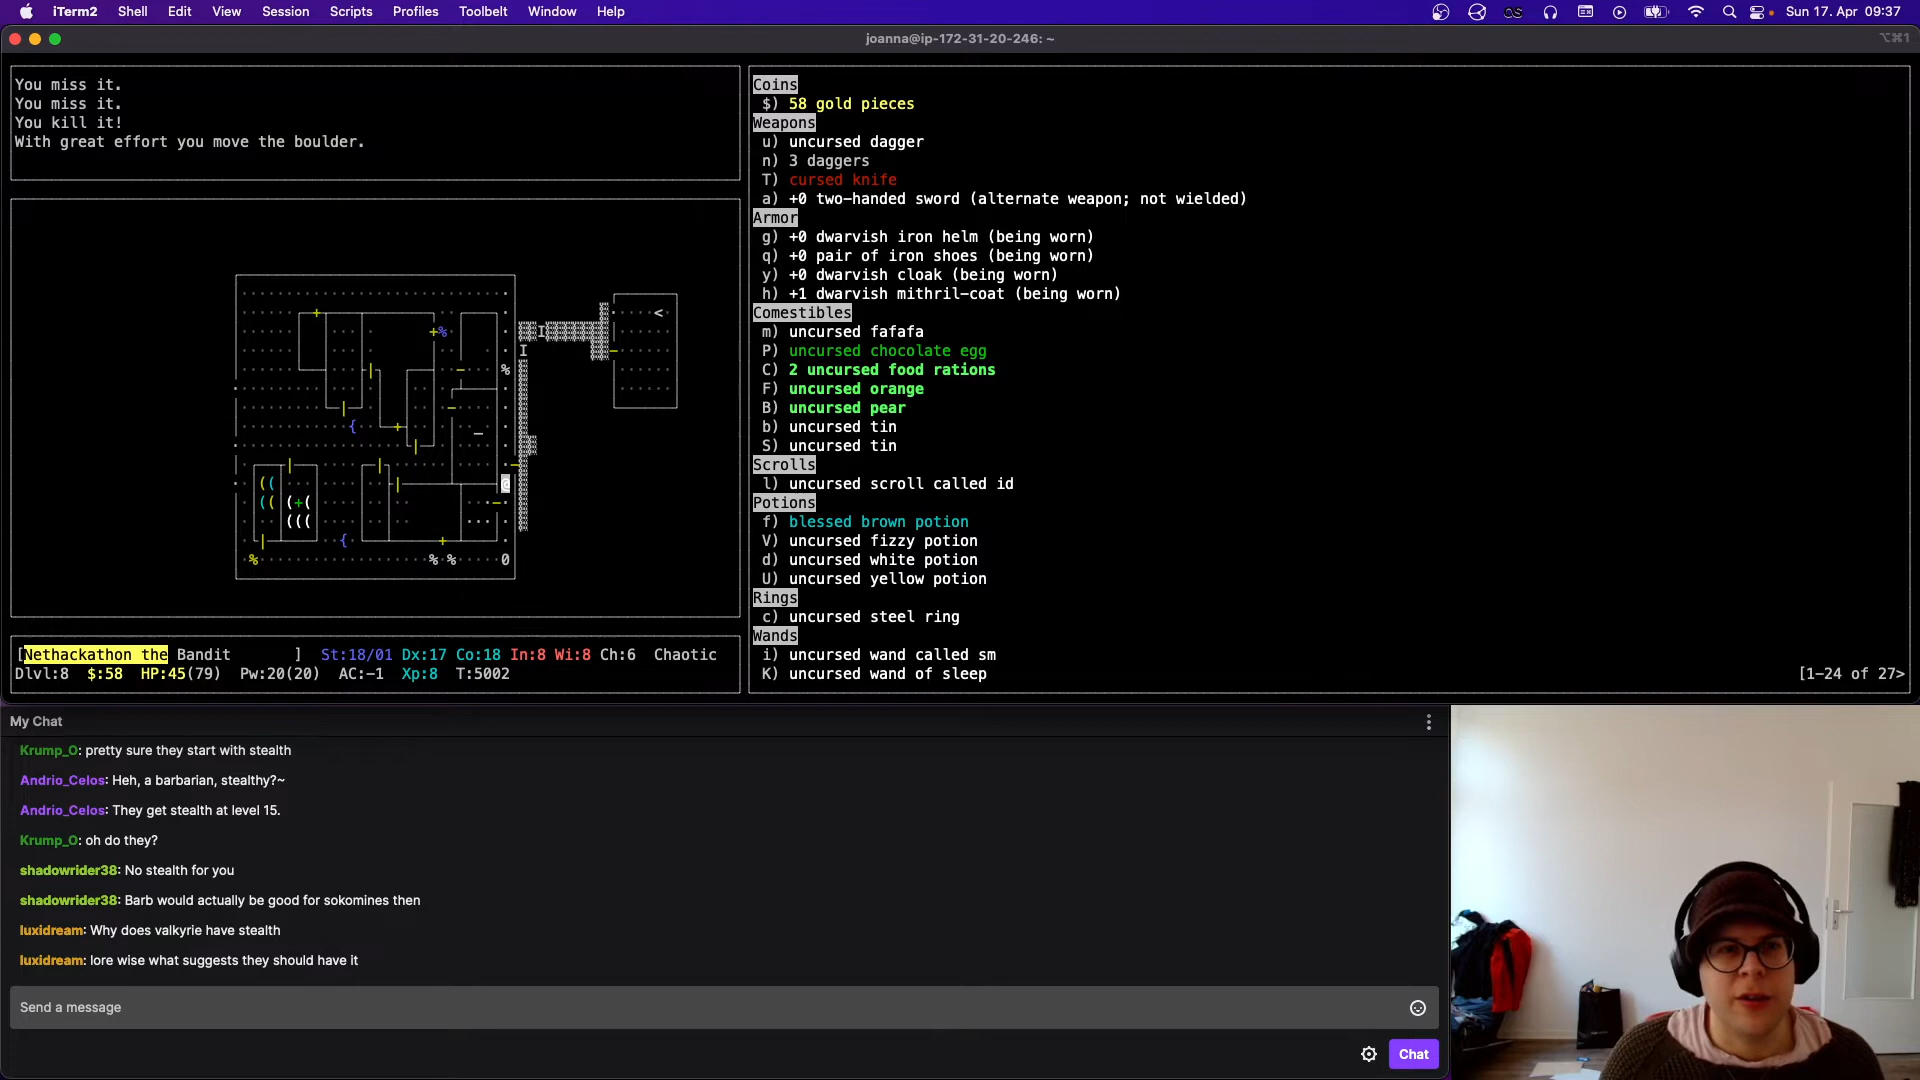 iTerm2 Shell Edit View Session Scripts Profiles Toolbelt Window Help Sun 17. Apr 09:37
joanna@ip-172-31-20-246: ~ ⌥⌘1
You miss it.
You miss it.
You kill it!
With great effort you move the boulder.
Coins
$) 58 gold pieces
Weapons
u) uncursed dagger
n) 3 daggers
T) cursed knife
a) +0 two-handed sword (alternate weapon; not wielded)
Armor
g) +0 dwarvish iron helm (being worn)
q) +0 pair of iron shoes (being worn)
y) +0 dwarvish cloak (being worn)
h) +1 dwarvish mithril-coat (being worn)
Comestibles
m) uncursed fafafa
P) uncursed chocolate egg
C) 2 uncursed food rations
F) uncursed orange
B) uncursed pear
b) uncursed tin
S) uncursed tin
Scrolls
l) uncursed scroll called id
Potions
f) blessed brown potion
V) uncursed fizzy potion
d) uncursed white potion
U) uncursed yellow potion
Rings
c) uncursed steel ring
Wands
i) uncursed wand called sm
K) uncursed wand of sleep
[1-24 of 27>
[Nethackathon the Bandit ] St:18/01 Dx:17 Co:18 In:8 Wi:8 Ch:6 Chaotic
Dlvl:8 $:58 HP:45(79) Pw:20(20) AC:-1 Xp:8 T:5002
My Chat
Krump_O: pretty sure they start with stealth
Andrio_Celos: Heh, a barbarian, stealthy?~
Andrio_Celos: They get stealth at level 15.
Krump_O: oh do they?
shadowrider38: No stealth for you
shadowrider38: Barb would actually be good for sokomines then
luxidream: Why does valkyrie have stealth
luxidream: lore wise what suggests they should have it
Send a message
Chat